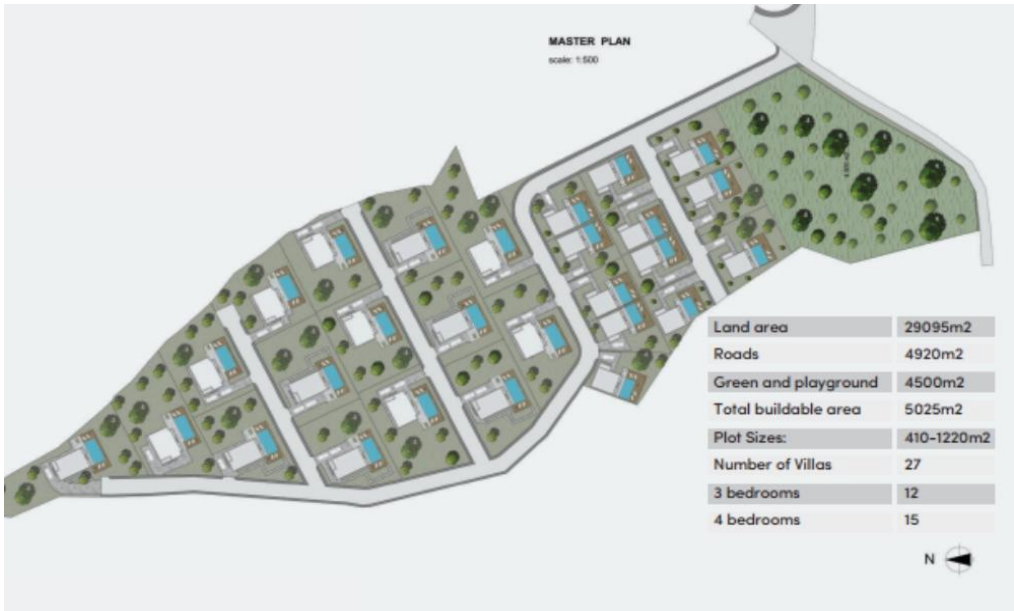 MASTER PLAN
scale: 1:500
Land area 29095m2
Roads 4920m2
Green and playground 4500m2
Total buildable area 5025m2
Plot Sizes: 410-1220m2
Number of Villas 27
3 bedrooms 12
4 bedrooms 15
N